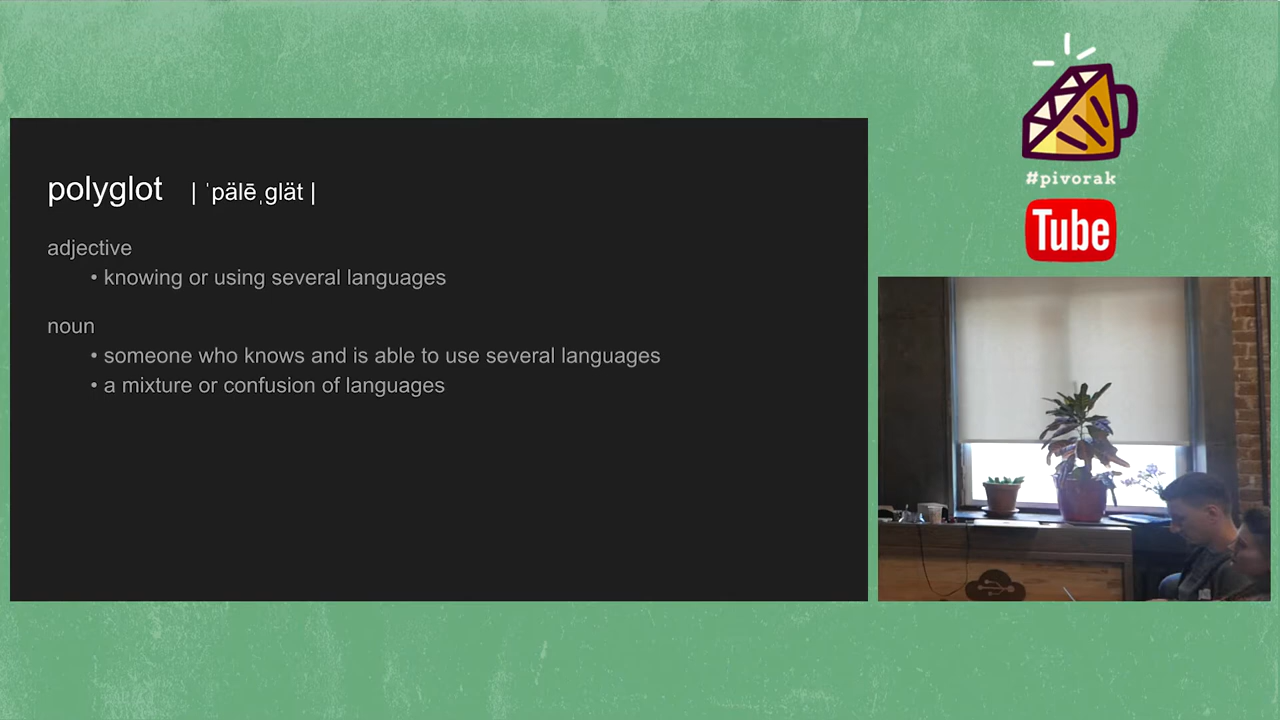 polyglot | ˈpälēˌglät |
adjective
• knowing or using several languages
noun
• someone who knows and is able to use several languages
• a mixture or confusion of languages
#pivorak
Tube